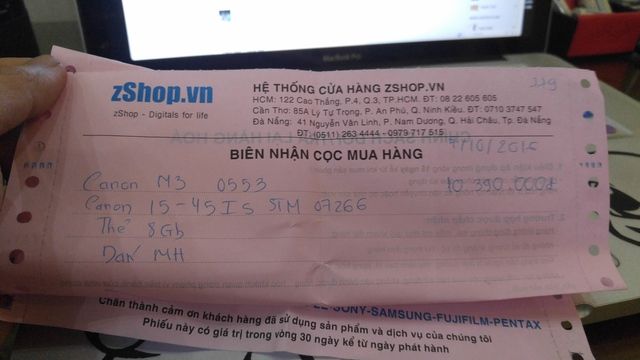 339
zShop.vn
zShop - Digitals for life
HỆ THỐNG CỬA HÀNG ZSHOP.VN
HCM: 122 Cao Thắng, P.4, Q.3, TP.HCM. ĐT: 08 22 605 605
Cần Thơ: 85A Lý Tự Trọng, P. An Phú, Q. Ninh Kiều. ĐT: 0710 3747 547
Đà Nẵng: 41 Nguyễn Văn Linh, P. Nam Dương, Q. Hải Châu, Tp. Đà Nẵng
ĐT:(0511) 263 4444 - 0979 717 515
BIÊN NHẬN CỌC MUA HÀNG
Canon M3 0553 10 390 000đ
Canon 15-45 IS STM 07266
Thẻ 8Gb
Dán MH
SONY-SAMSUNG-FUJIFILM-PENTAX
Chân thành cảm ơn khách hàng đã sử dụng sản phẩm và dịch vụ của chúng tôi
Phiếu này có giá trị trong vòng 30 ngày kể từ ngày phát hành